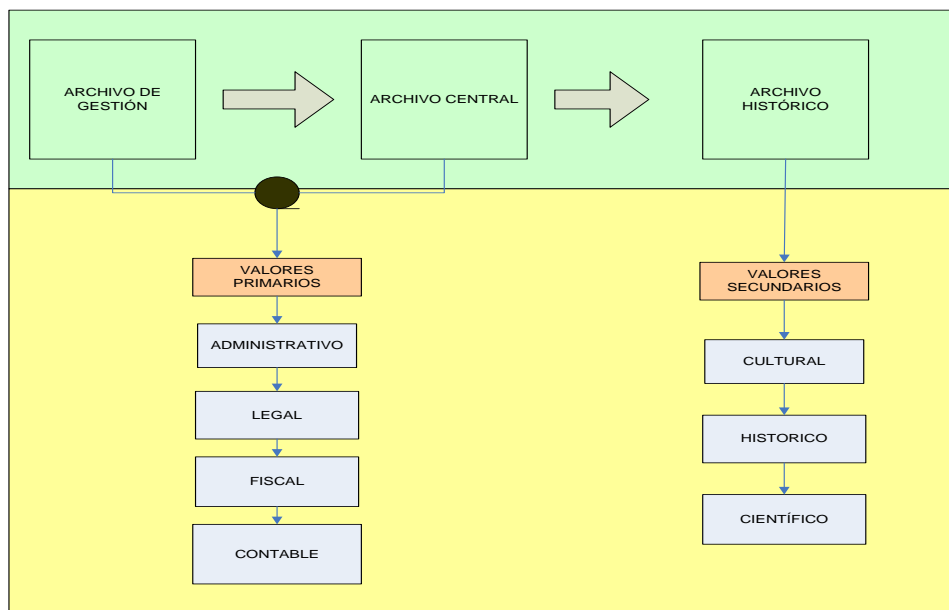 ARCHIVO DE
GESTIÓN
ARCHIVO CENTRAL
ARCHIVO
HISTÓRICO
VALORES
PRIMARIOS
ADMINISTRATIVO
LEGAL
FISCAL
CONTABLE
VALORES
SECUNDARIOS
CULTURAL
HISTORICO
CIENTÍFICO